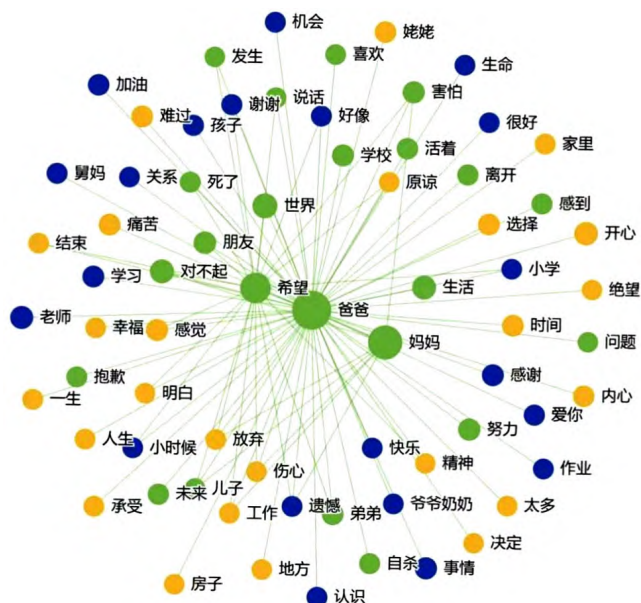 机会
姥姥
发生
喜欢
生命
加油
谢谢
说话
害怕
难过
孩子
好像
很好
家里
学校
活着
舅妈
关系
死了
原谅
离开
世界
感到
痛苦
选择
开心
结束
朋友
学习
对不起
希望
生活
小学
绝望
老师
幸福
感觉
爸爸
时间
妈妈
问题
抱歉
感谢
一生
明白
内心
爱你
人生
小时候
放弃
快乐
努力
精神
作业
伤心
承受
未来
儿子
工作
遗憾
弟弟
爷爷奶奶
太多
决定
房子
地方
自杀
事情
认识